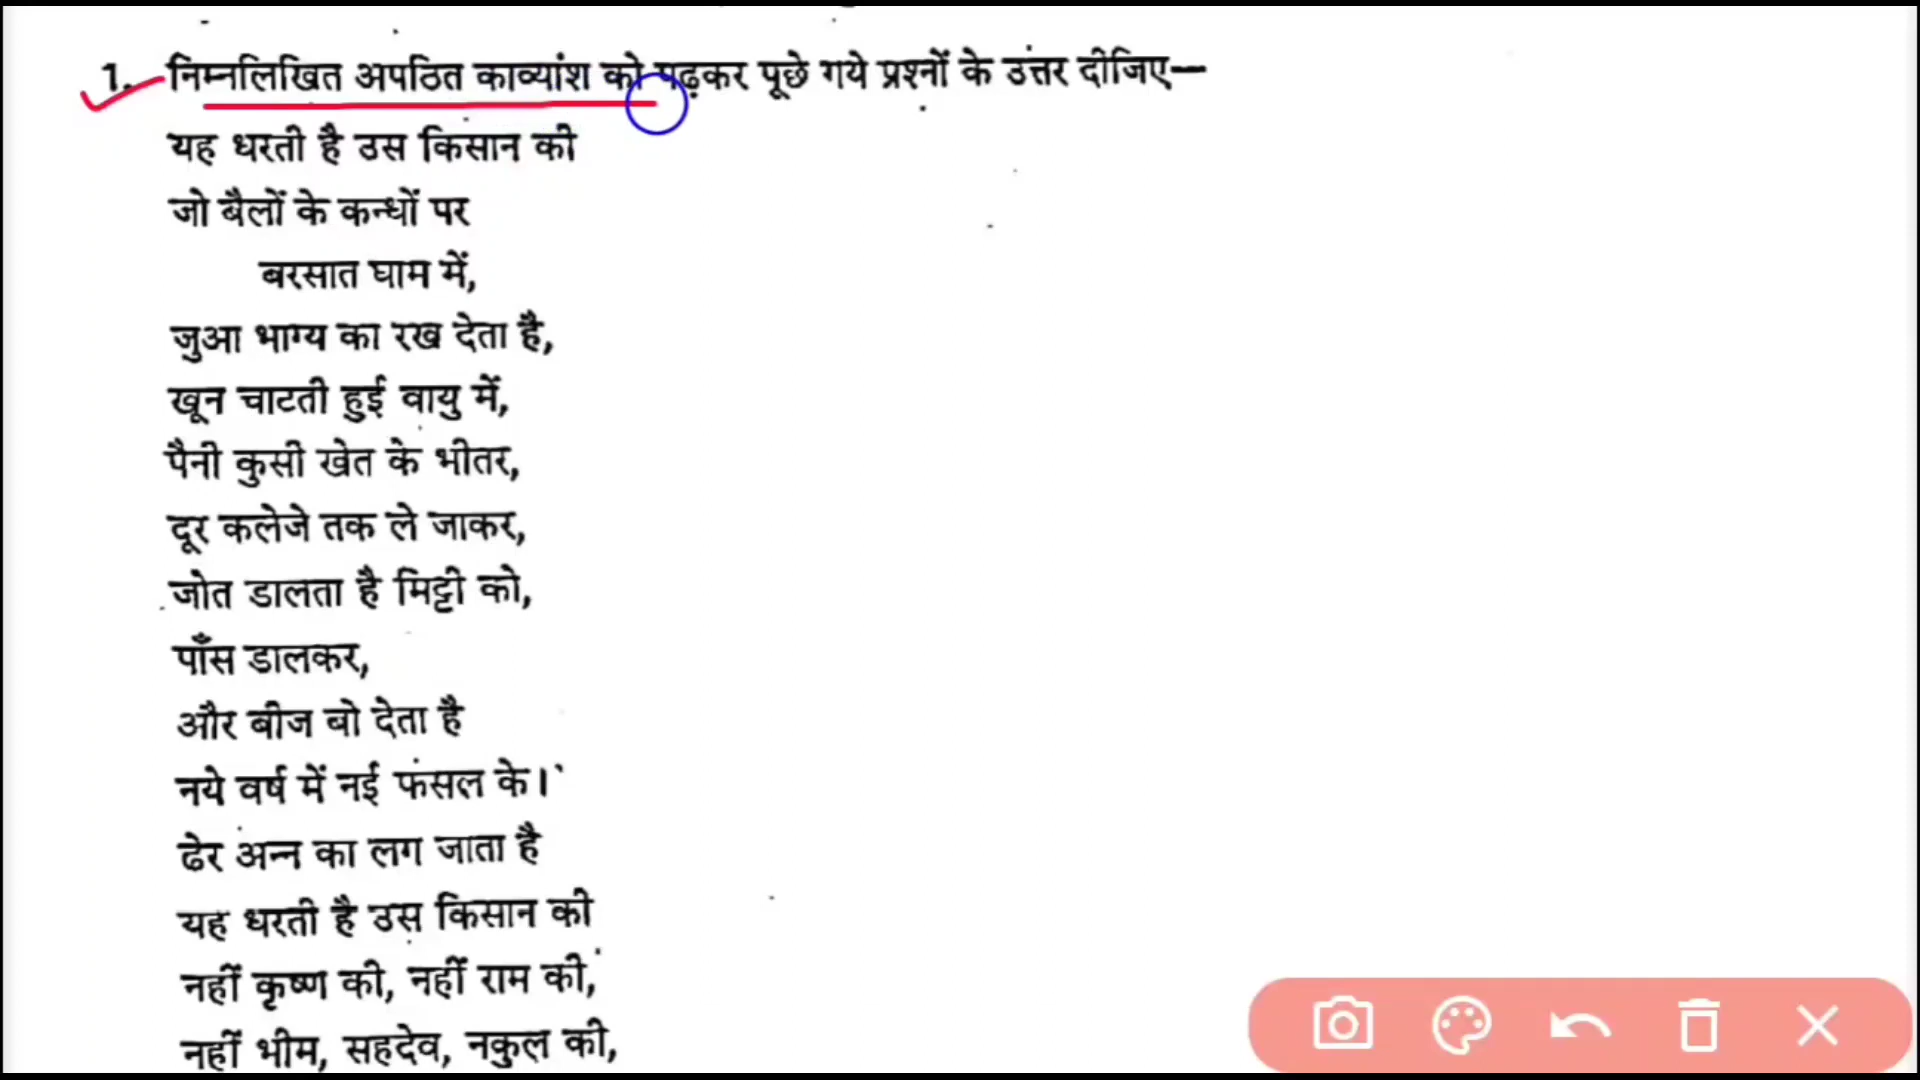 1. निम्नलिखित अपठित काव्यांश को पढ़कर पूछे गये प्रश्नों के उत्तर दीजिए—
यह धरती है उस किसान की
जो बैलों के कन्धों पर
बरसात घाम में,
जुआ भाग्य का रख देता है,
खून चाटती हुई वायु में,
पैनी कुसी खेत के भीतर,
दूर कलेजे तक ले जाकर,
जोत डालता है मिट्टी को,
पाँस डालकर,
और बीज बो देता है
नये वर्ष में नई फसल के।
ढेर अन्न का लग जाता है
यह धरती है उस किसान की
नहीं कृष्ण की, नहीं राम की,
नहीं भीम, सहदेव, नकुल की,